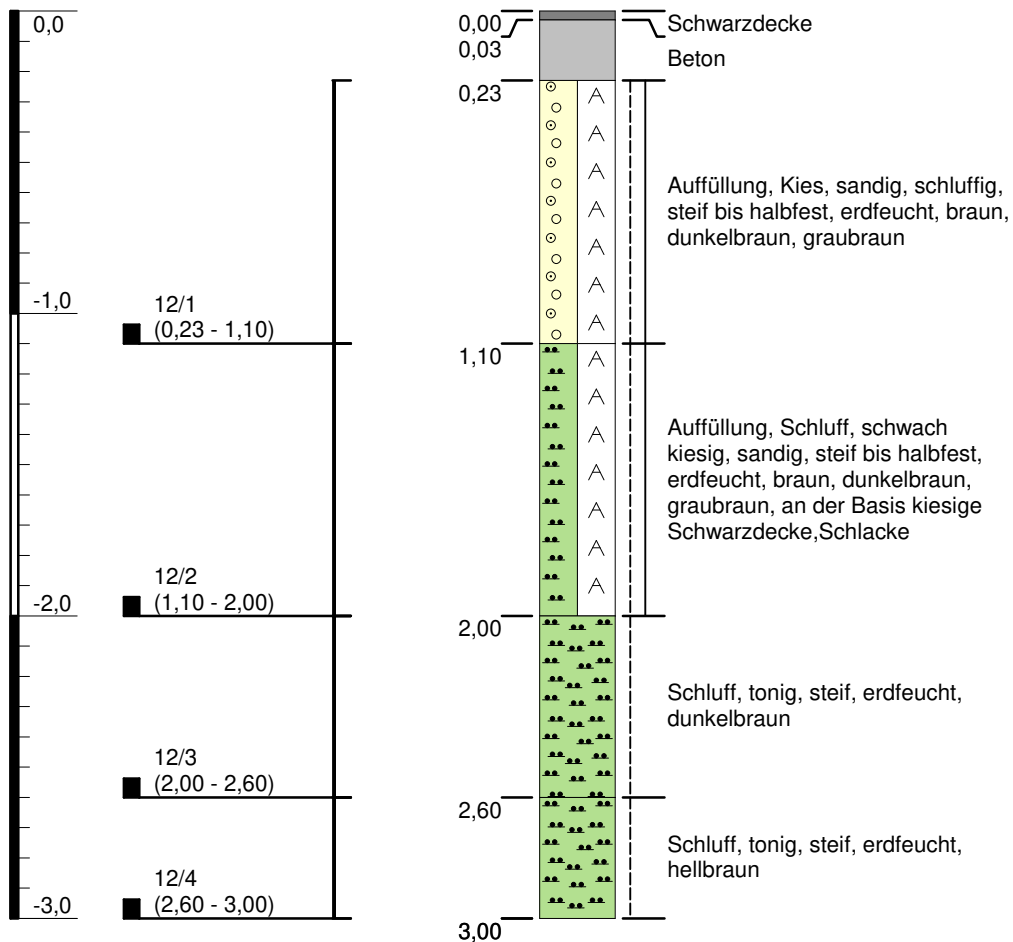 0,0
-1,0
-2,0
-3,0
12/1
(0,23 - 1,10)
12/2
(1,10 - 2,00)
12/3
(2,00 - 2,60)
12/4
(2,60 - 3,00)
0,00
0,03
0,23
1,10
2,00
2,60
3,00
Schwarzdecke
Beton
Auffüllung, Kies, sandig, schluffig,
steif bis halbfest, erdfeucht, braun,
dunkelbraun, graubraun
Auffüllung, Schluff, schwach
kiesig, sandig, steif bis halbfest,
erdfeucht, braun, dunkelbraun,
graubraun, an der Basis kiesige
Schwarzdecke,Schlacke
Schluff, tonig, steif, erdfeucht,
dunkelbraun
Schluff, tonig, steif, erdfeucht,
hellbraun